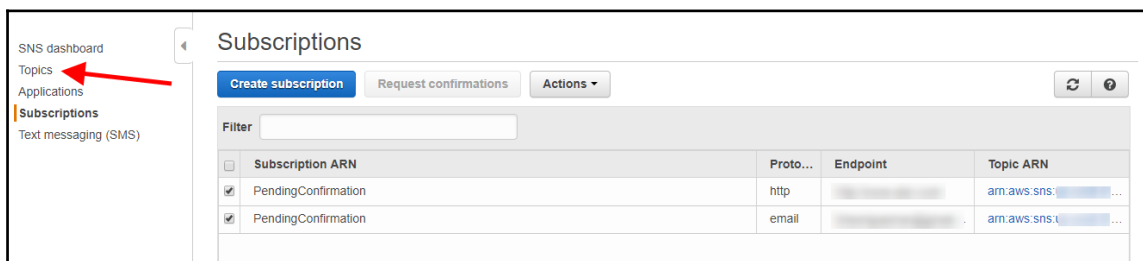 SNS dashboard
Topics
Applications
Subscriptions
Text messaging (SMS)
Subscriptions
Create subscription Request confirmations Actions
Filter
Subscription ARN Proto... Endpoint Topic ARN
PendingConfirmation http arn:aws:sns: ...
PendingConfirmation email . arn:aws:sns: ...